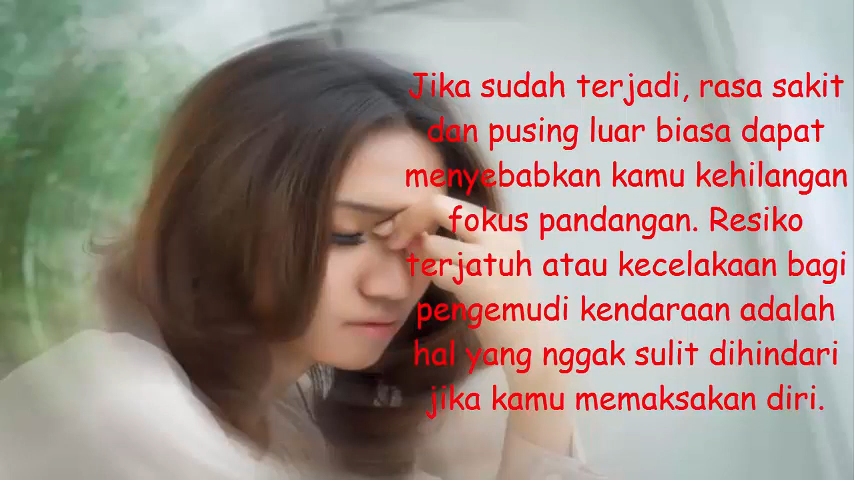 Jika sudah terjadi, rasa sakit
dan pusing luar biasa dapat
menyebabkan kamu kehilangan
fokus pandangan. Resiko
terjatuh atau kecelakaan bagi
pengemudi kendaraan adalah
hal yang nggak sulit dihindari
jika kamu memaksakan diri.